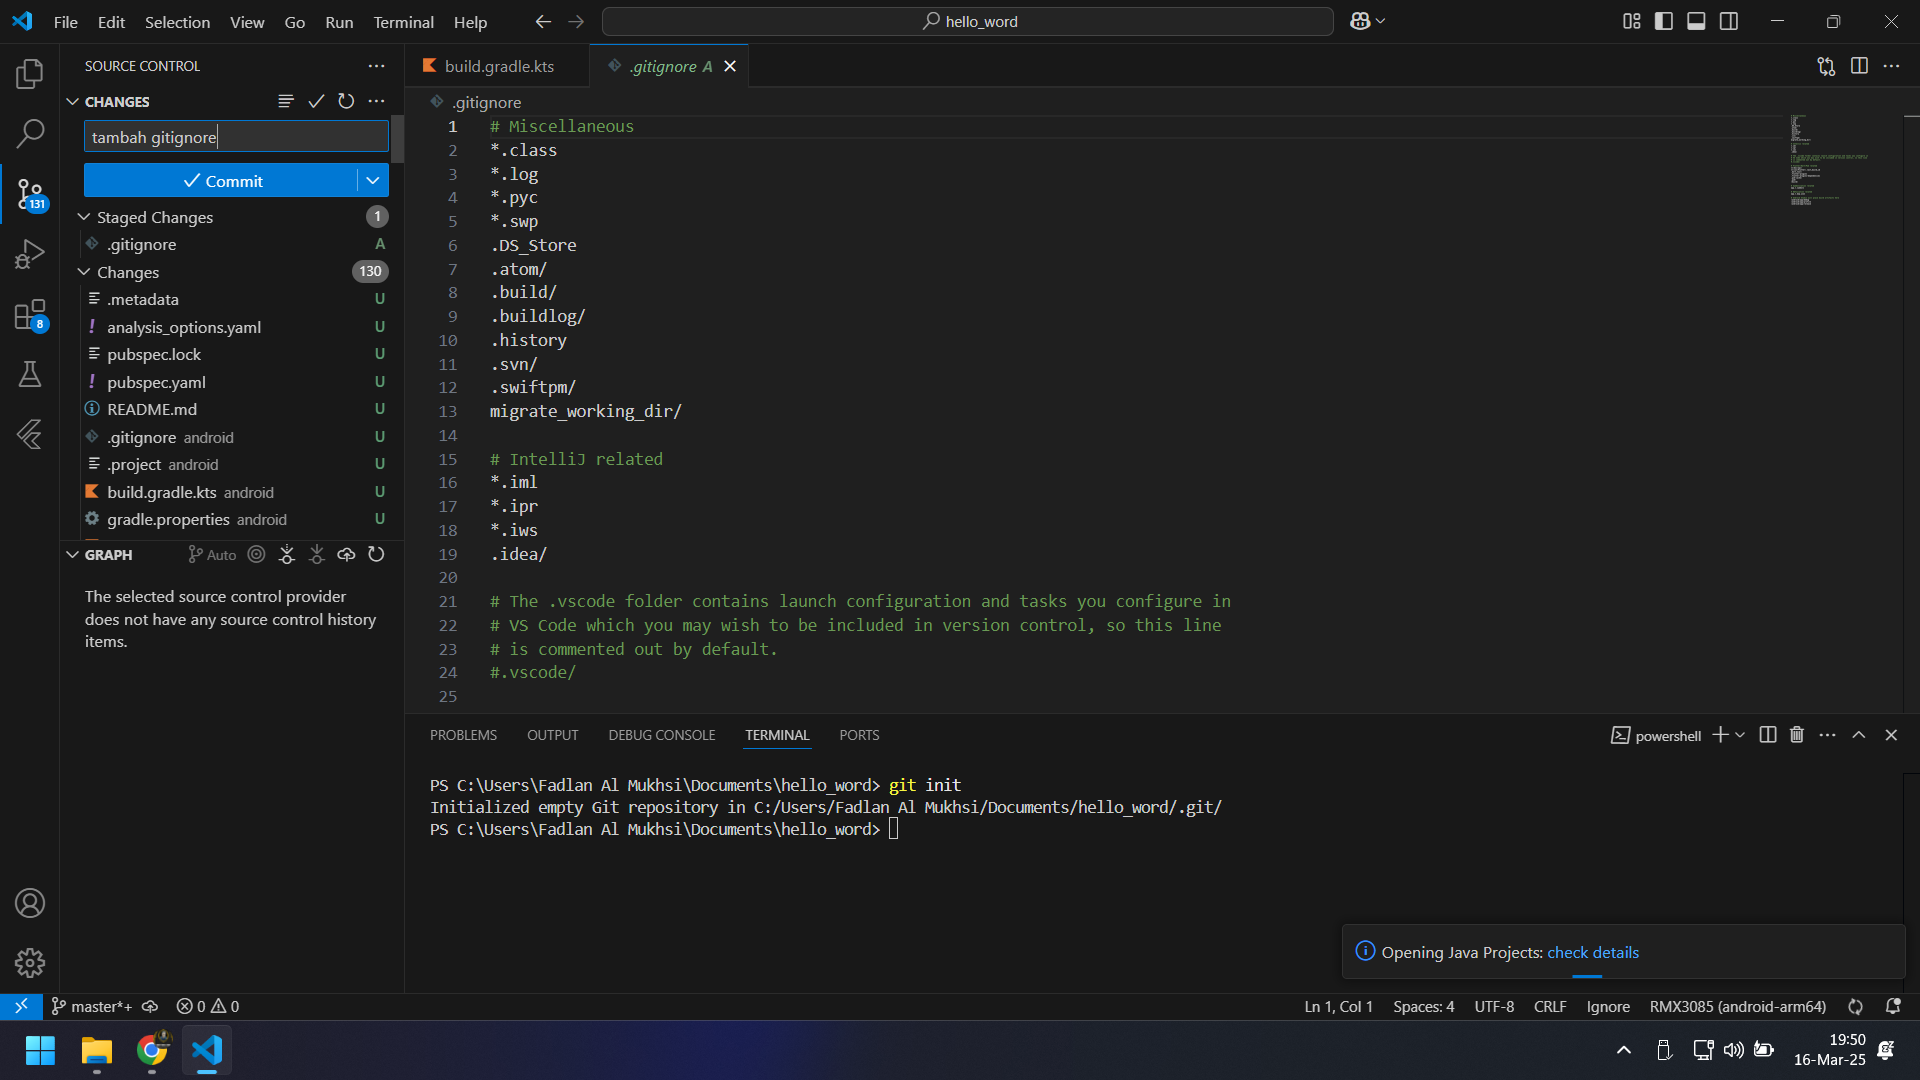 File Edit Selection View Go Run Terminal Help
hello_word
SOURCE CONTROL
CHANGES
tambah gitignore
Commit
Staged Changes 1
.gitignore A
Changes 130
.metadata U
analysis_options.yaml U
pubspec.lock U
pubspec.yaml U
README.md U
.gitignore android U
.project android U
build.gradle.kts android U
gradle.properties android U
131
8
GRAPH Auto
The selected source control provider
does not have any source control history
items.
build.gradle.kts
.gitignore A
.gitignore
1 # Miscellaneous
2 *.class
3 *.log
4 *.pyc
5 *.swp
6 .DS_Store
7 .atom/
8 .build/
9 .buildlog/
10 .history
11 .svn/
12 .swiftpm/
13 migrate_working_dir/
14
15 # IntelliJ related
16 *.iml
17 *.ipr
18 *.iws
19 .idea/
20
21 # The .vscode folder contains launch configuration and tasks you configure in
22 # VS Code which you may wish to be included in version control, so this line
23 # is commented out by default.
24 #.vscode/
25
PROBLEMS OUTPUT DEBUG CONSOLE TERMINAL PORTS
powershell
PS C:\Users\Fadlan Al Mukhsi\Documents\hello_word> git init
Initialized empty Git repository in C:/Users/Fadlan Al Mukhsi/Documents/hello_word/.git/
PS C:\Users\Fadlan Al Mukhsi\Documents\hello_word>
Opening Java Projects: check details
master*+ 0 0
Ln 1, Col 1 Spaces: 4 UTF-8 CRLF Ignore RMX3085 (android-arm64)
19:50
16-Mar-25